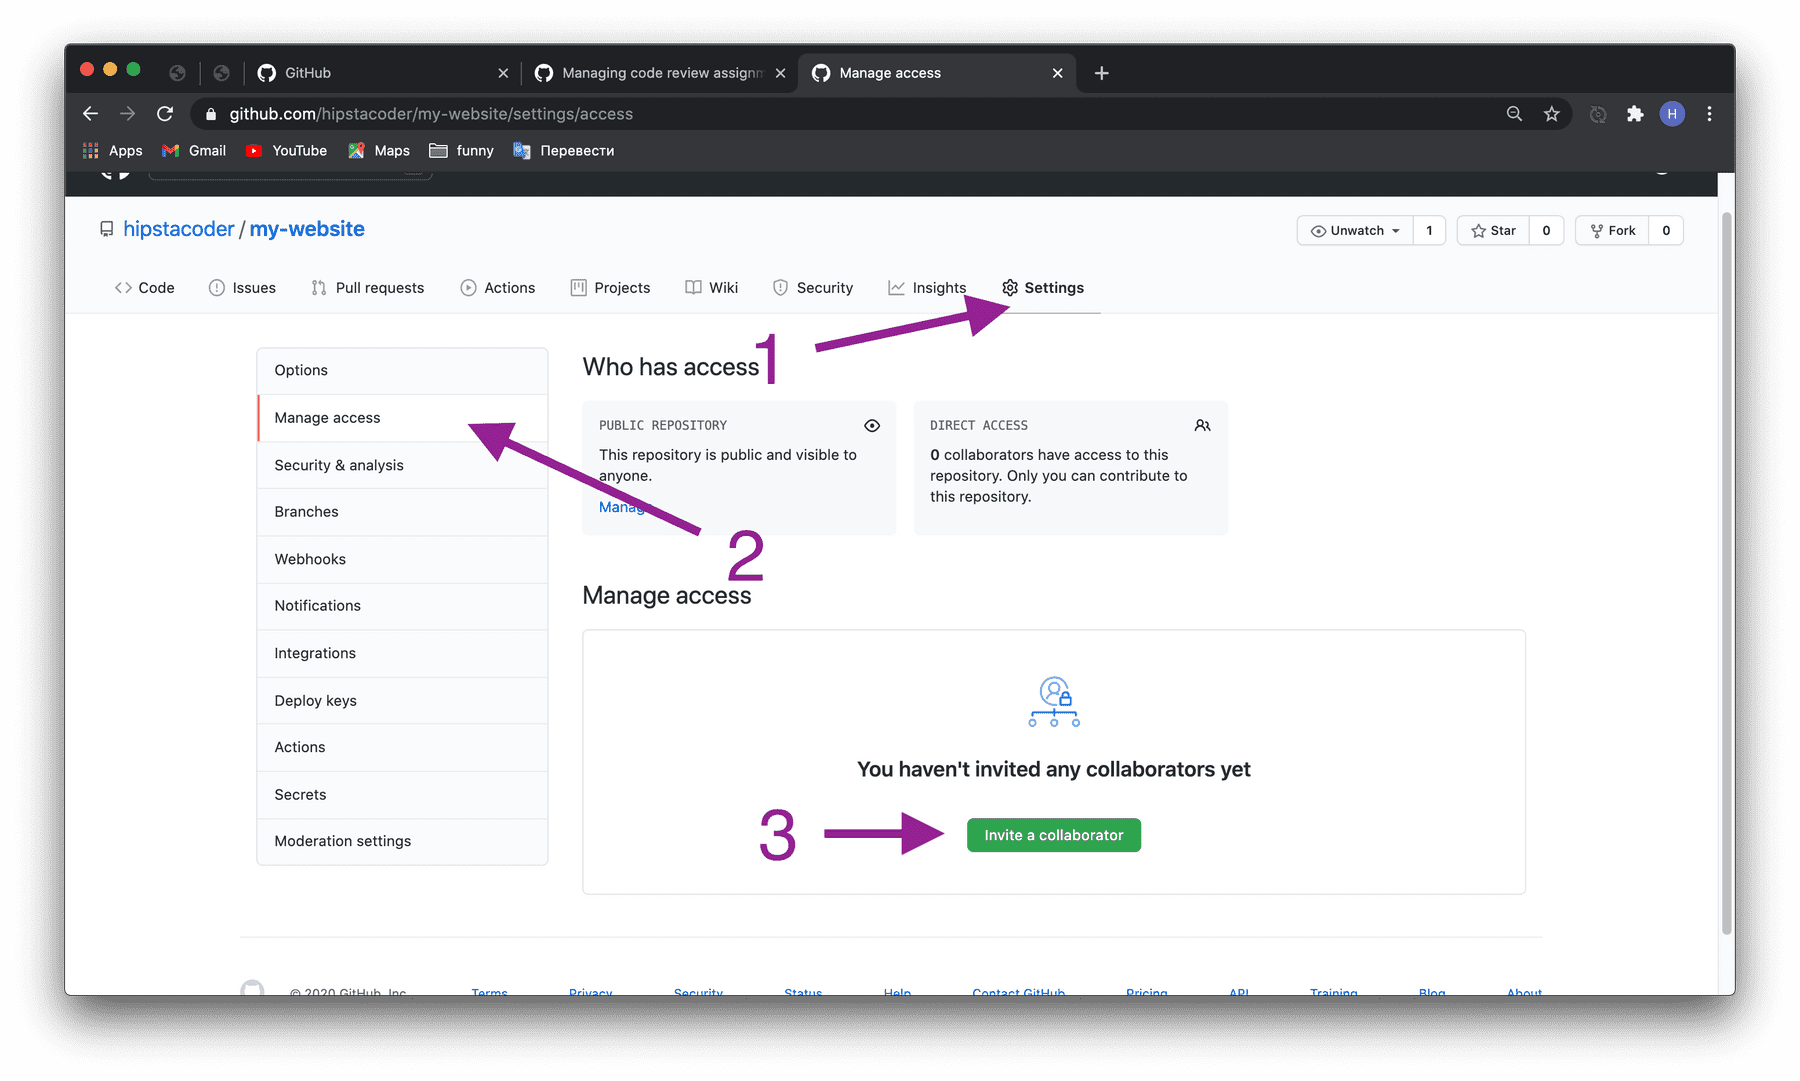 GitHub
Managing code review assignm
Manage access
github.com/hipstacoder/my-website/settings/access
H
Apps
Gmail
YouTube
Maps
funny
Перевести
hipstacoder / my-website
Unwatch 1
Star 0
Fork 0
Code
Issues
Pull requests
Actions
Projects
Wiki
Security
Insights
Settings
1
2
3
Options
Manage access
Security & analysis
Branches
Webhooks
Notifications
Integrations
Deploy keys
Actions
Secrets
Moderation settings
Who has access
PUBLIC REPOSITORY
This repository is public and visible to
anyone.
Manage
DIRECT ACCESS
0 collaborators have access to this
repository. Only you can contribute to
this repository.
Manage access
You haven't invited any collaborators yet
Invite a collaborator
© 2020 GitHub, Inc.
Terms
Privacy
Security
Status
Help
Contact GitHub
Pricing
API
Training
Blog
About